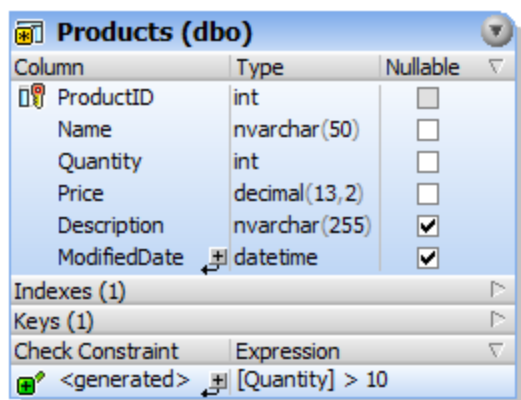 Products (dbo)
Column Type Nullable
ProductID int
Name nvarchar(50)
Quantity int
Price decimal(13,2)
Description nvarchar(255)
ModifiedDate datetime
Indexes (1)
Keys (1)
Check Constraint Expression
<generated> [Quantity] > 10